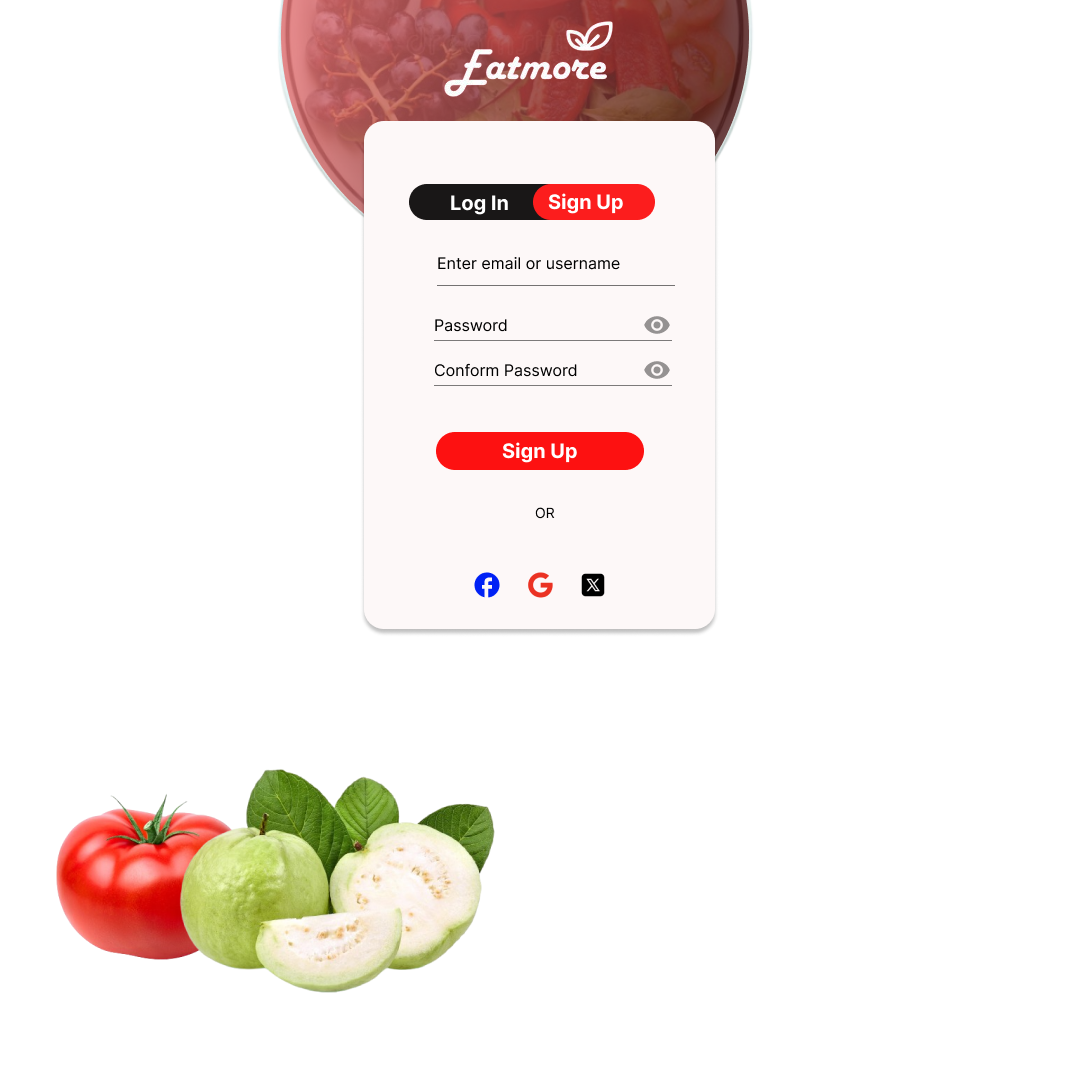 Eatmore
Log In Sign Up
Enter email or username
Password
Conform Password
Sign Up
OR